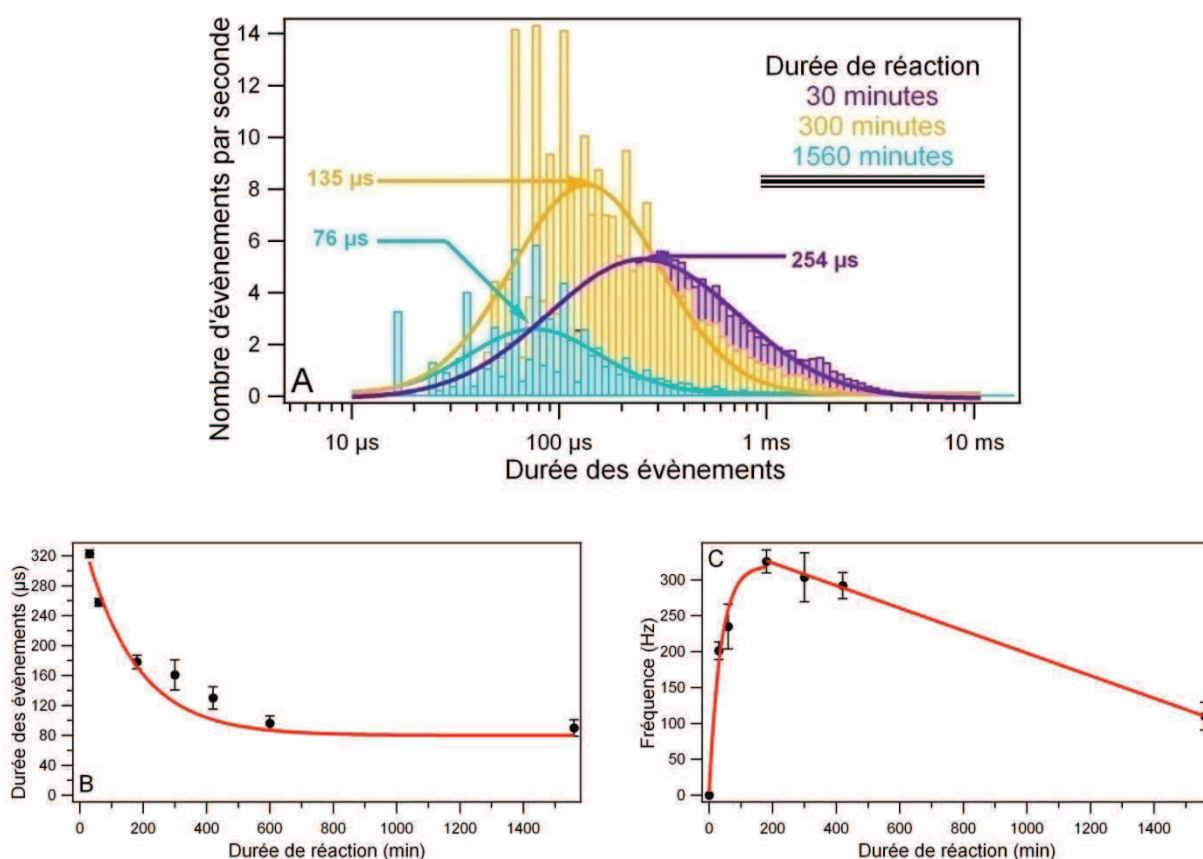 Nombre d'évènements par seconde
14
12
10
8
6
4
2
0
A
135 µs
76 µs
254 µs
Durée de réaction
30 minutes
300 minutes
1560 minutes
10 µs
100 µs
1 ms
10 ms
Durée des évènements
Durée des évènements (µs)
320
280
240
200
160
120
80
40
0
B
0
200
400
600
800
1000
1200
1400
Durée de réaction (min)
Fréquence (Hz)
C
300
250
200
150
100
50
0
0
200
400
600
800
1000
1200
1400
Durée de réaction (min)